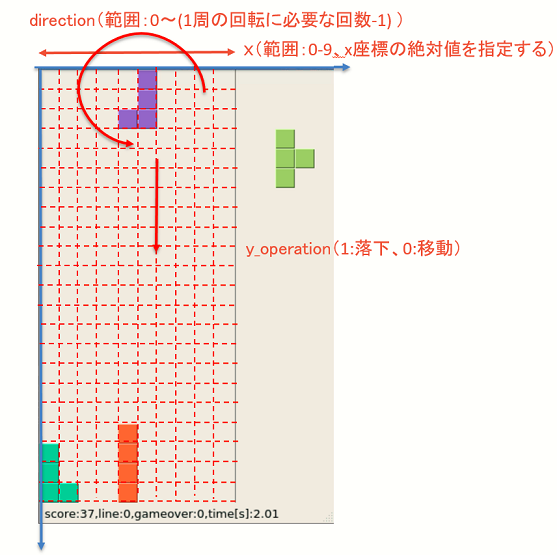 direction（範囲：0～(1周の回転に必要な回数-1) ）
x（範囲：0-9、x座標の絶対値を指定する）
y_operation（1:落下、0:移動）
score:37,line:0,gameover:0,time[s]:2.01